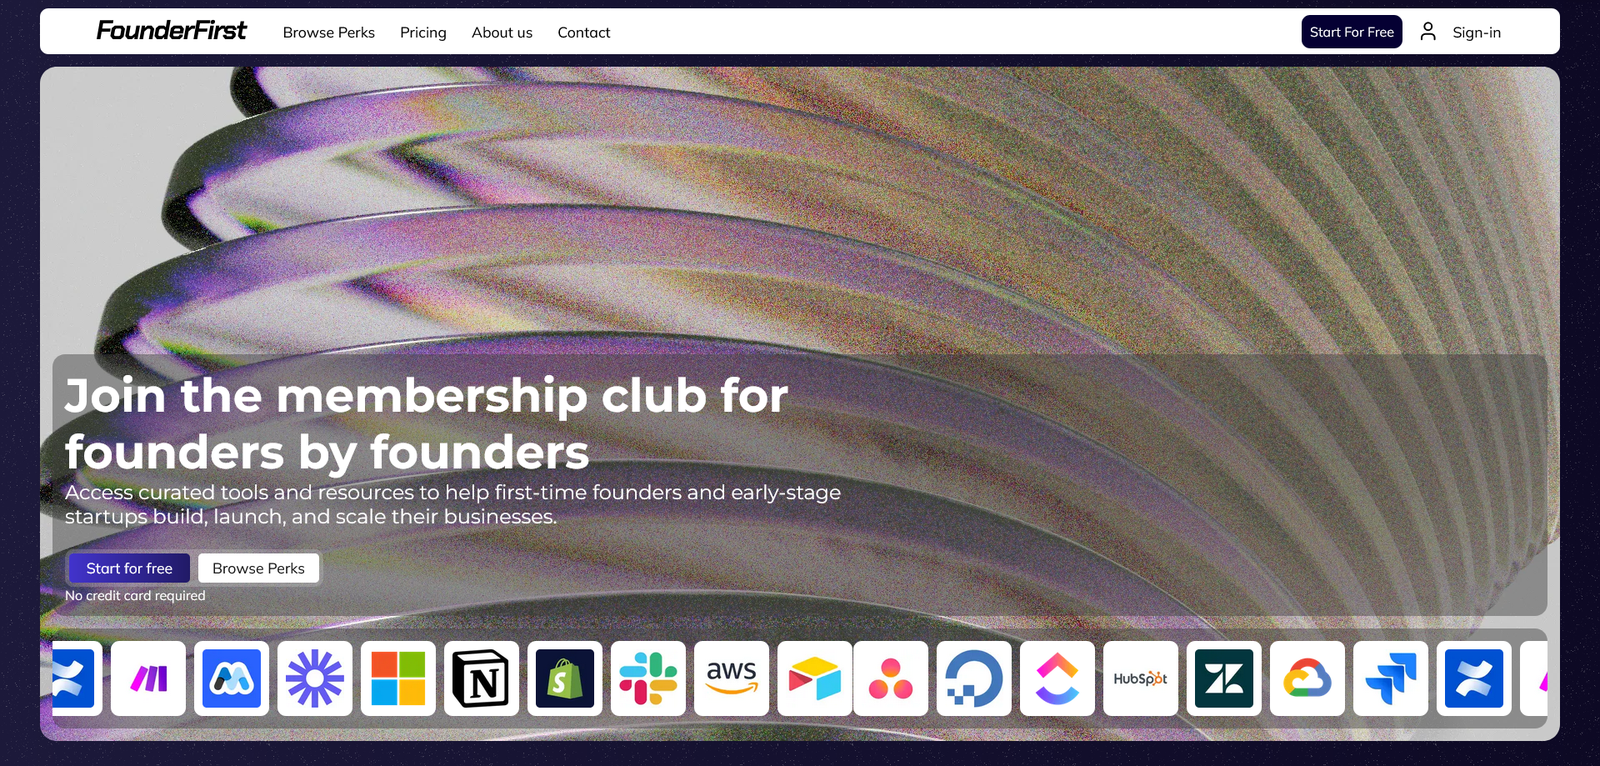 FounderFirst
Browse Perks
Pricing
About us
Contact
Start For Free
Sign-in
Join the membership club for
founders by founders
Access curated tools and resources to help first-time founders and early-stage
startups build, launch, and scale their businesses.
Start for free
Browse Perks
No credit card required
N
S
aws
HubSpot